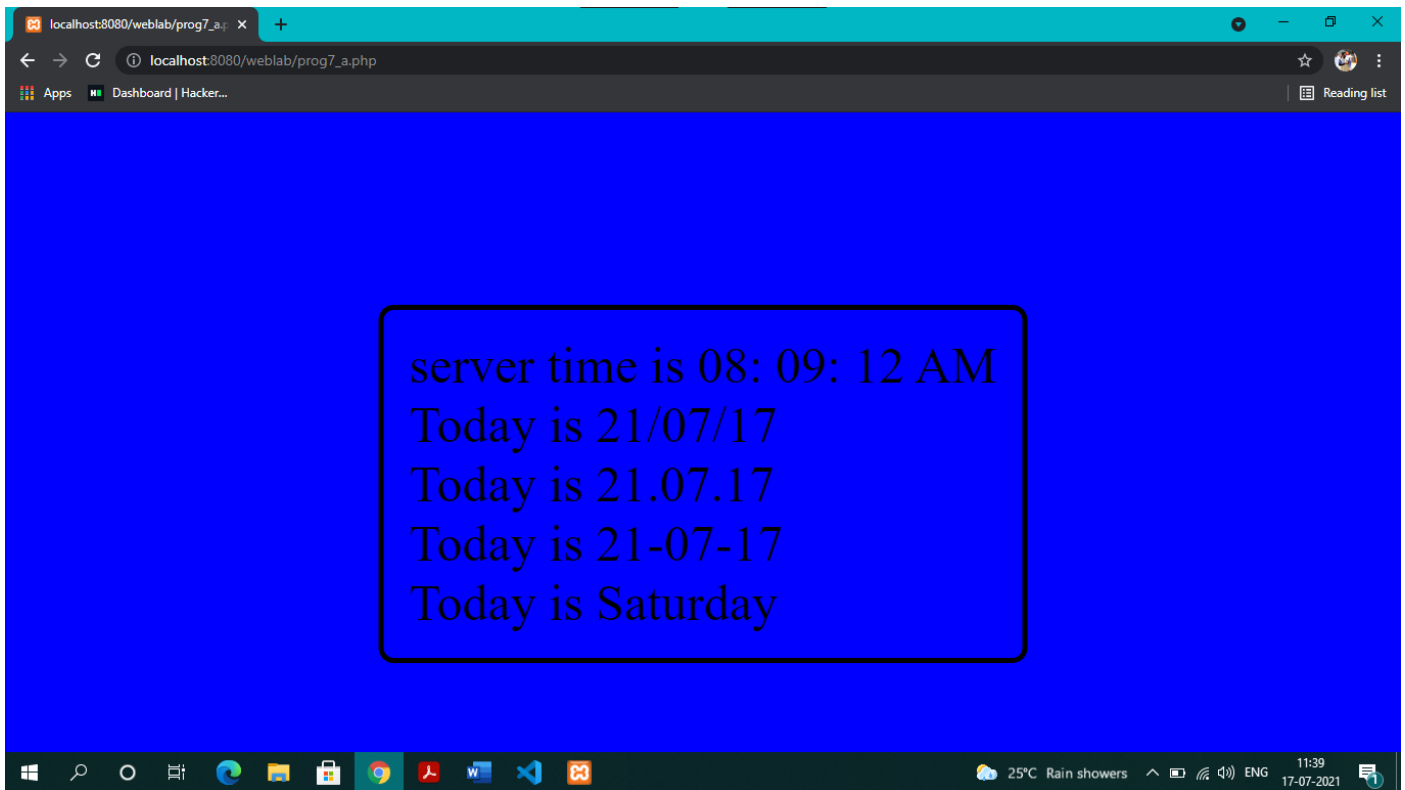 localhost:8080/weblab/prog7_a.p
localhost:8080/weblab/prog7_a.php
Apps Dashboard | Hacker... Reading list
server time is 08: 09: 12 AM
Today is 21/07/17
Today is 21.07.17
Today is 21-07-17
Today is Saturday
25°C Rain showers ENG 11:39
17-07-2021